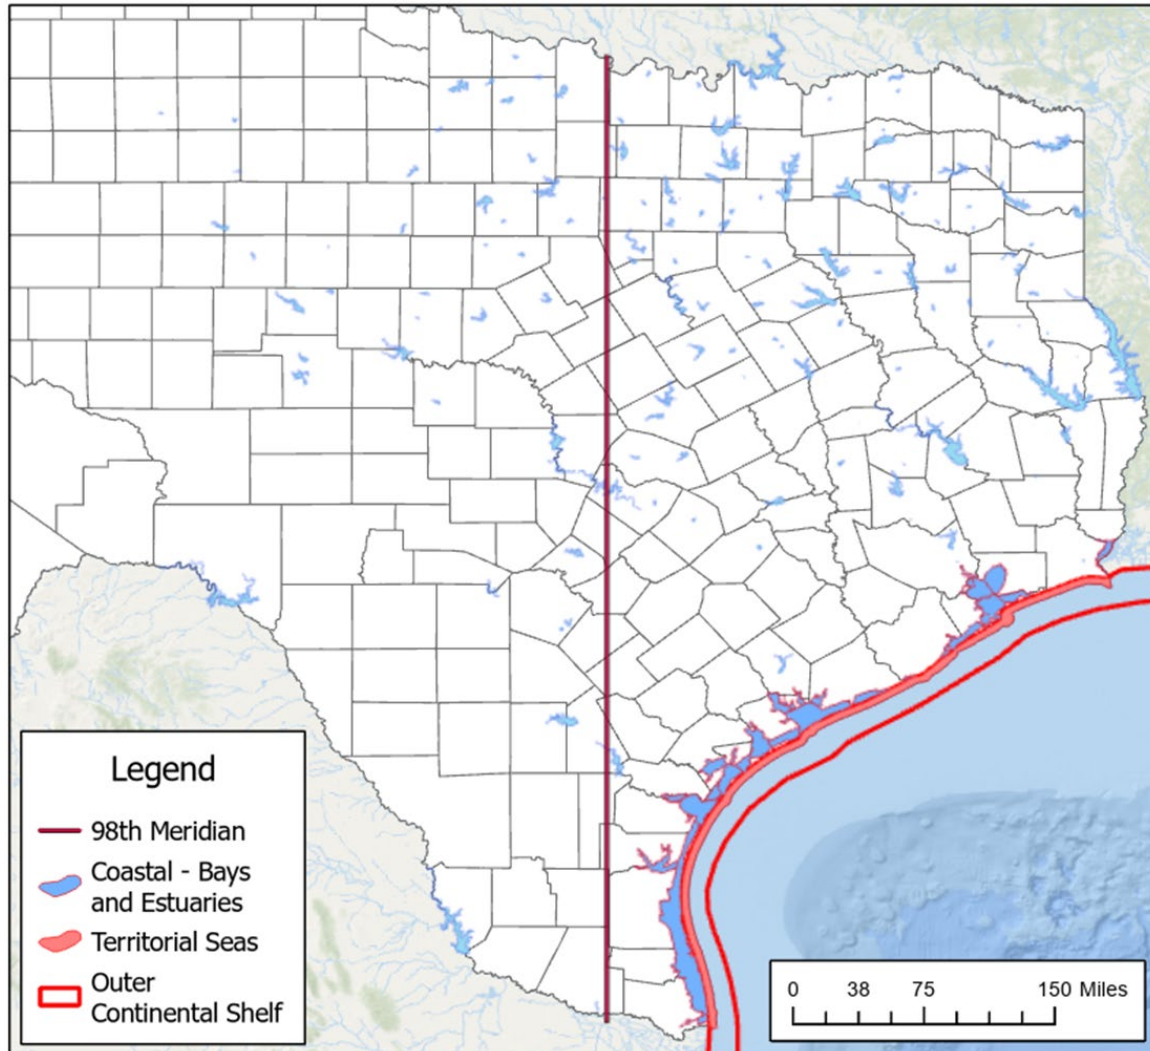 Legend
98th Meridian
Coastal - Bays
and Estuaries
Territorial Seas
Outer
Continental Shelf
0 38 75 150 Miles